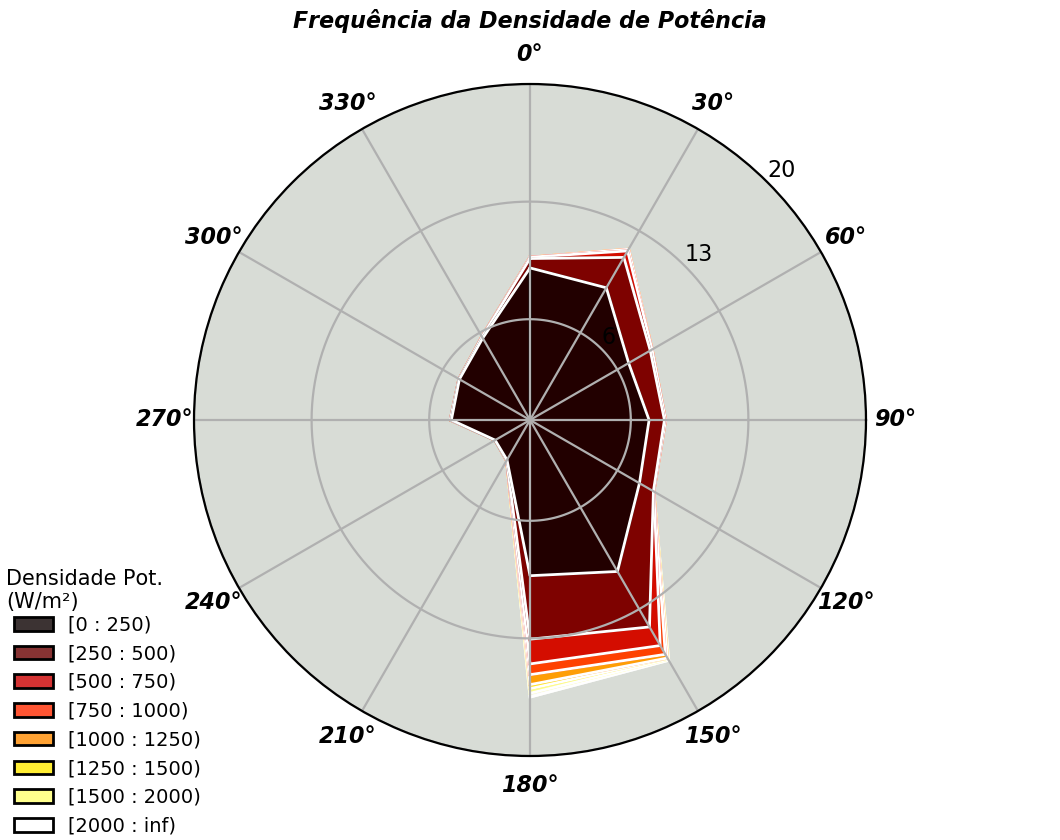 Frequência da Densidade de Potência
0°
330°
30°
20
300°
60°
13
6
270°
90°
240°
120°
210°
150°
180°
Densidade Pot.
(W/m²)
[0 : 250)
[250 : 500)
[500 : 750)
[750 : 1000)
[1000 : 1250)
[1250 : 1500)
[1500 : 2000)
[2000 : inf)